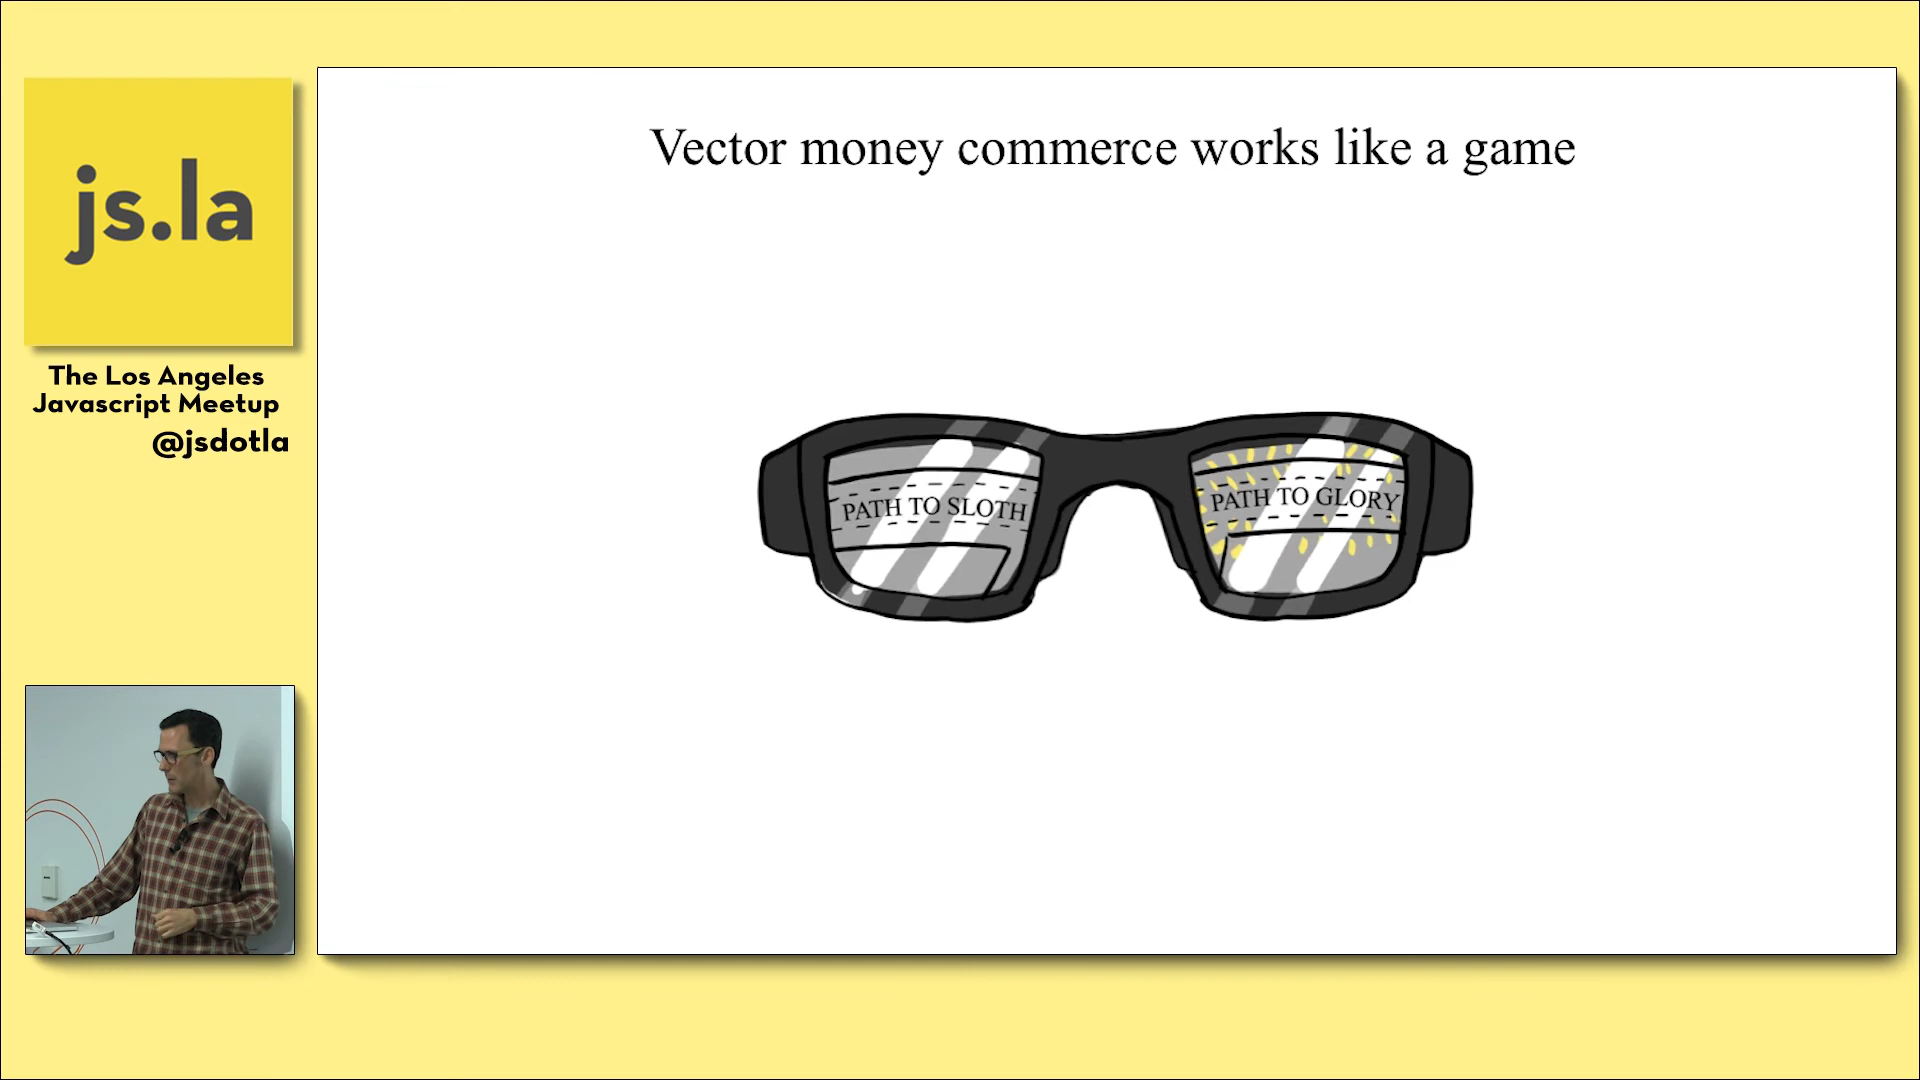 js.la
The Los Angeles
Javascript Meetup
@jsdotla
Vector money commerce works like a game
PATH TO SLOTH
PATH TO GLORY